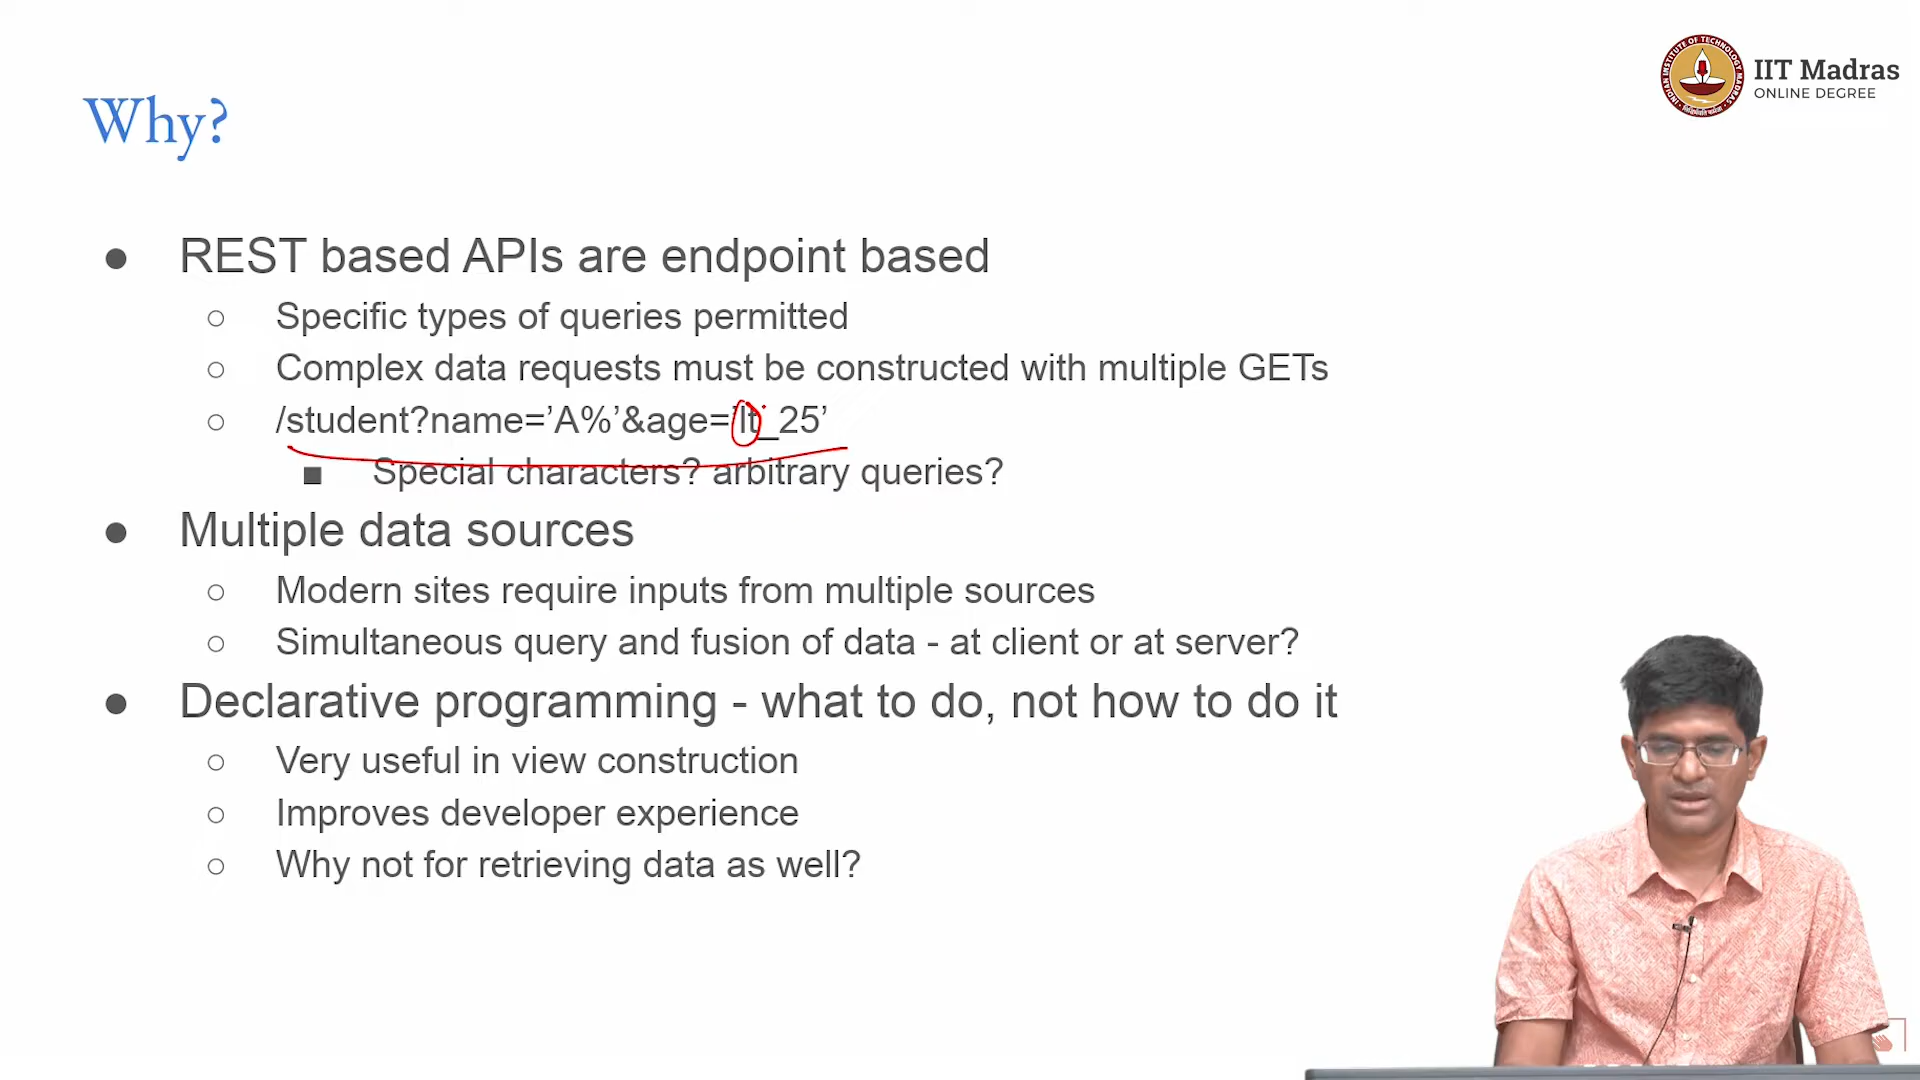 IIT Madras
ONLINE DEGREE
Why?
● REST based APIs are endpoint based
○ Specific types of queries permitted
○ Complex data requests must be constructed with multiple GETs
○ /student?name=’A%’&age=’lt_25’
■ Special characters? arbitrary queries?
● Multiple data sources
○ Modern sites require inputs from multiple sources
○ Simultaneous query and fusion of data - at client or at server?
● Declarative programming - what to do, not how to do it
○ Very useful in view construction
○ Improves developer experience
○ Why not for retrieving data as well?